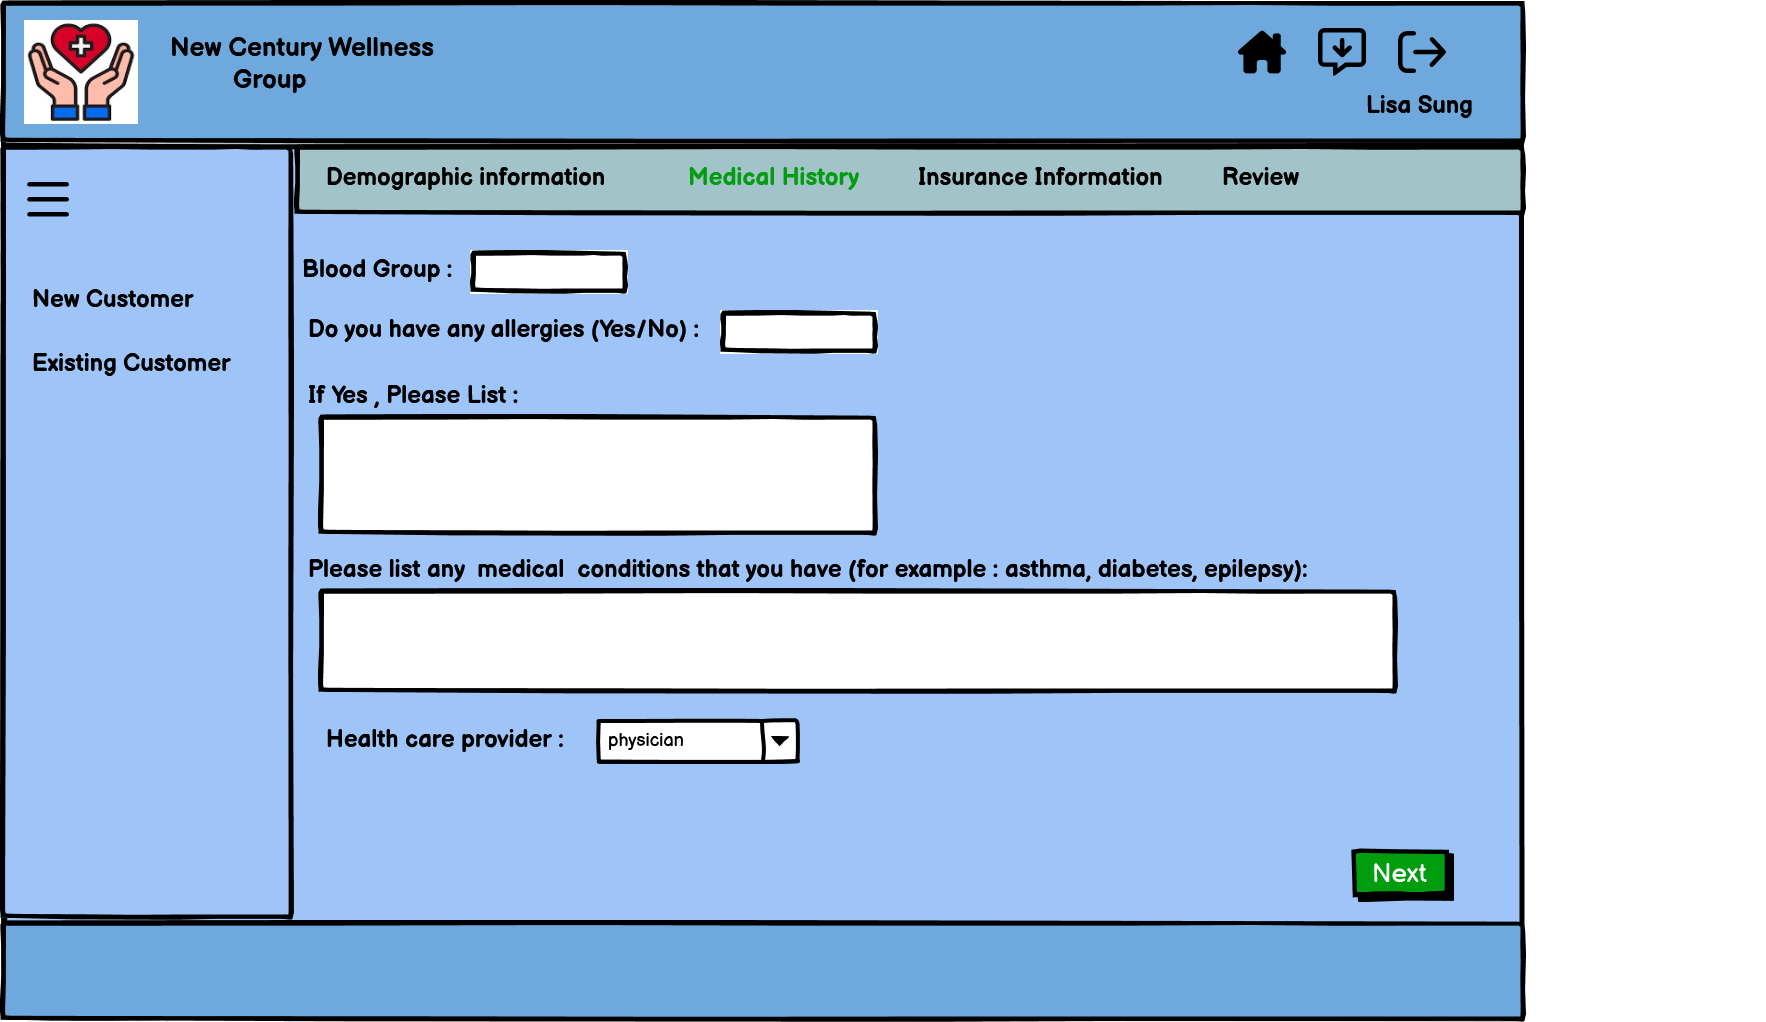 New Century Wellness
Group
Lisa Sung
Demographic information
Medical History
Insurance Information
Review
New Customer
Existing Customer
Blood Group :
Do you have any allergies (Yes/No) :
If Yes , Please List :
Please list any  medical  conditions that you have (for example : asthma, diabetes, epilepsy):
Health care provider :
physician
Next